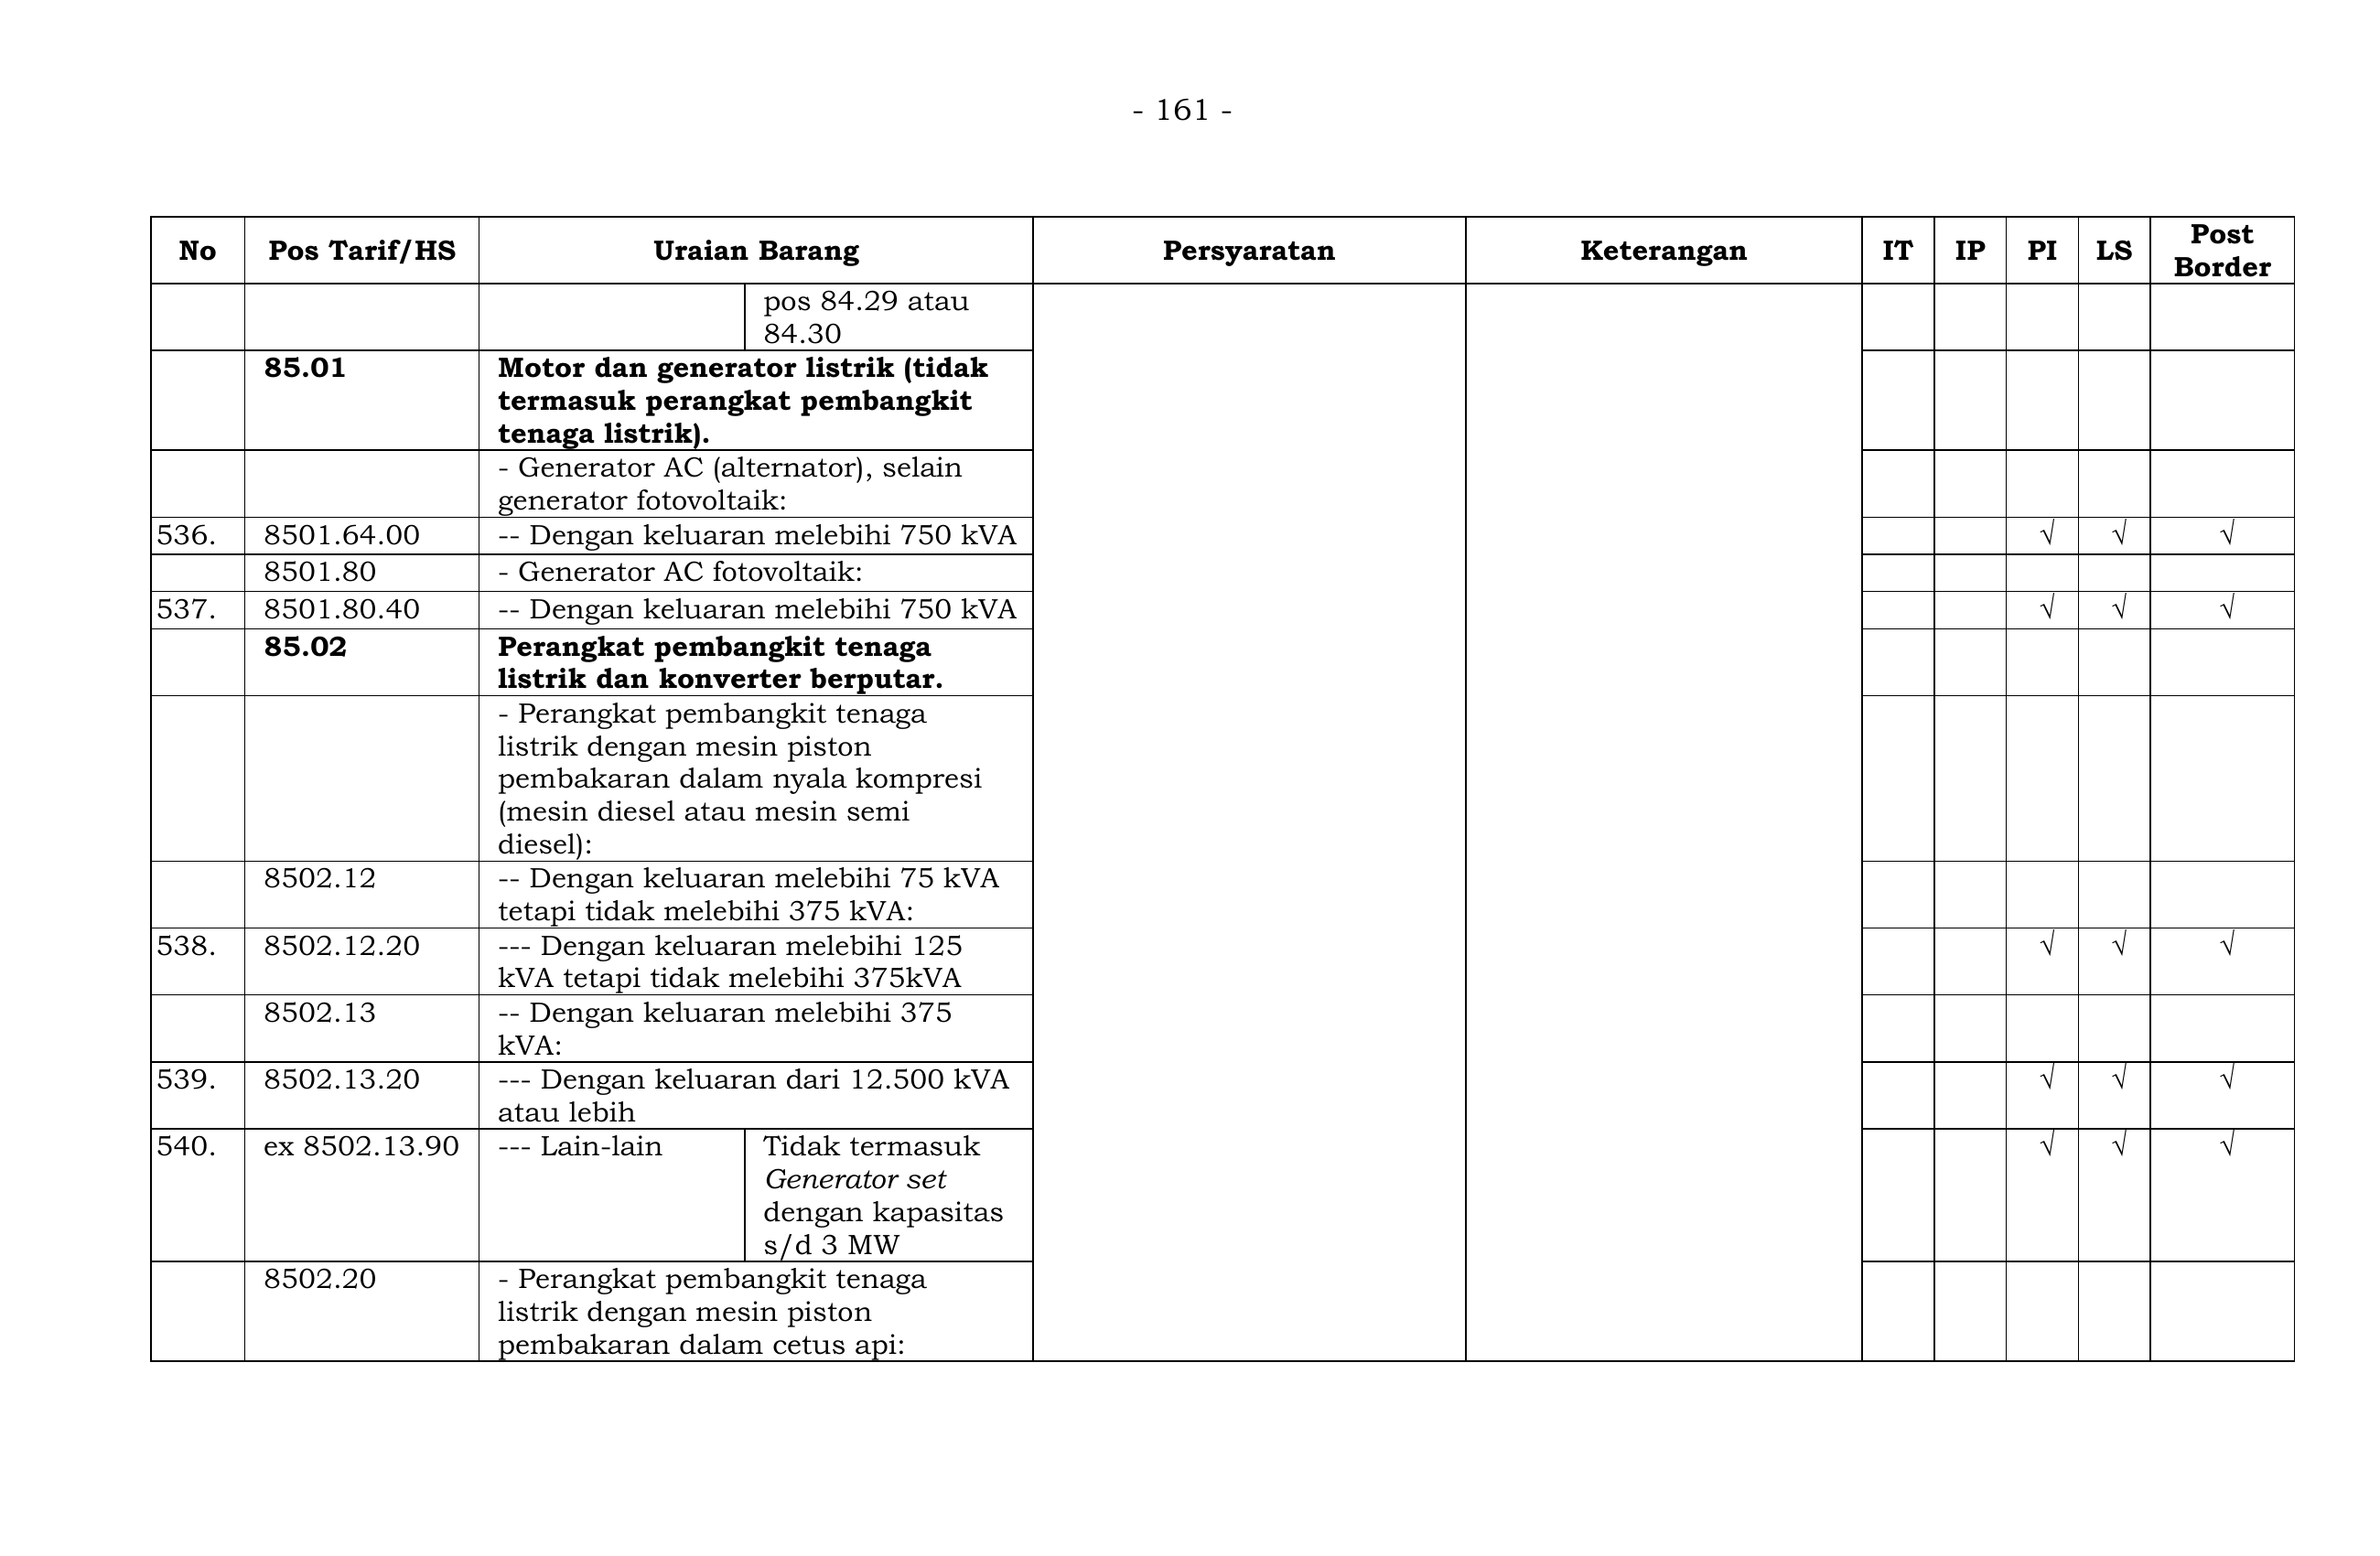 - 161 -
No Pos Tarif/HS Uraian Barang Persyaratan Keterangan IT IP PI LS Post Border
pos 84.29 atau
84.30
85.01 Motor dan generator listrik (tidak
termasuk perangkat pembangkit
tenaga listrik).
- Generator AC (alternator), selain
generator fotovoltaik:
536. 8501.64.00 -- Dengan keluaran melebihi 750 kVA √ √ √
8501.80 - Generator AC fotovoltaik:
537. 8501.80.40 -- Dengan keluaran melebihi 750 kVA √ √ √
85.02 Perangkat pembangkit tenaga
listrik dan konverter berputar.
- Perangkat pembangkit tenaga
listrik dengan mesin piston
pembakaran dalam nyala kompresi
(mesin diesel atau mesin semi
diesel):
8502.12 -- Dengan keluaran melebihi 75 kVA
tetapi tidak melebihi 375 kVA:
538. 8502.12.20 --- Dengan keluaran melebihi 125 √ √ √
kVA tetapi tidak melebihi 375kVA
8502.13 -- Dengan keluaran melebihi 375
kVA:
539. 8502.13.20 --- Dengan keluaran dari 12.500 kVA √ √ √
atau lebih
540. ex 8502.13.90 --- Lain-lain Tidak termasuk √ √ √
Generator set
dengan kapasitas
s/d 3 MW
8502.20 - Perangkat pembangkit tenaga
listrik dengan mesin piston
pembakaran dalam cetus api: